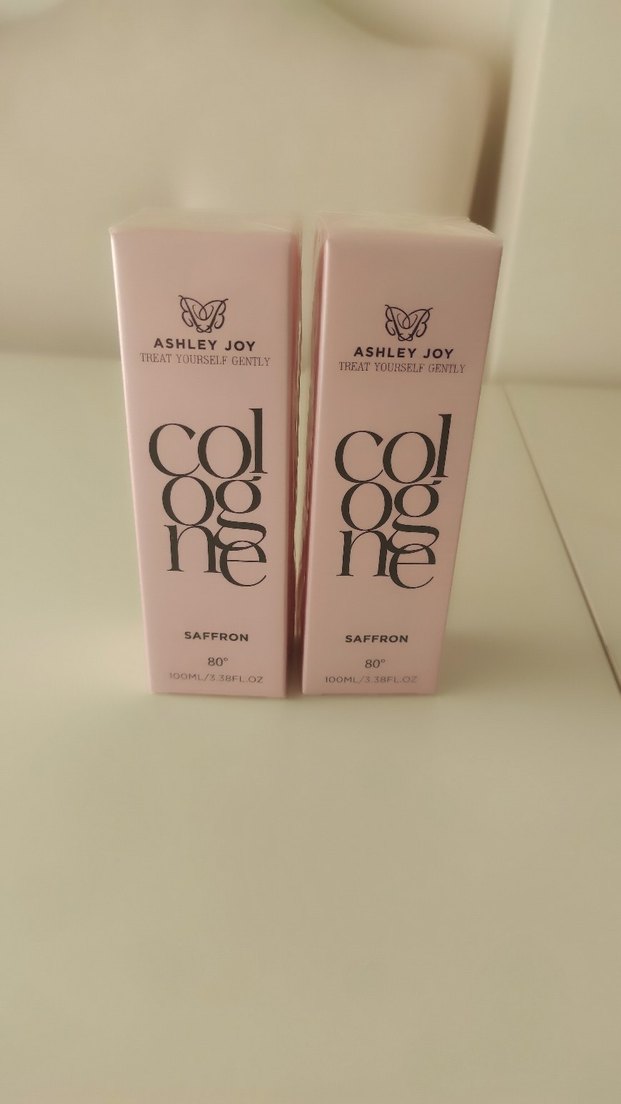 ASHLEY JOY
TREAT YOURSELF GENTLY
col
og
ne
SAFFRON
80°
100ML/3.38FL.OZ
ASHLEY JOY
TREAT YOURSELF GENTLY
col
og
ne
SAFFRON
80°
100ML/3.38FL.OZ